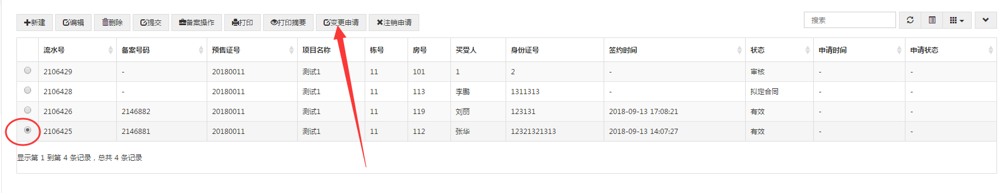 新建 编辑 删除 提交 备案操作 打印 打印摘要 变更申请 注销申请 搜索
流水号 备案号码 预售证号 项目名称 栋号 房号 买受人 身份证号 签约时间 状态 申请时间 申请状态
2106429 - 20180011 测试1 11 101 1 2 - 审核 - -
2106428 - 20180011 测试1 11 113 李鹏 1311313 - 拟定合同 - -
2106426 2146882 20180011 测试1 11 119 刘丽 123131 2018-09-13 17:08:21 有效 - -
2106425 2146881 20180011 测试1 11 112 张华 12321321313 2018-09-13 14:07:27 有效 - -
显示第 1 到第 4 条记录，总共 4 条记录